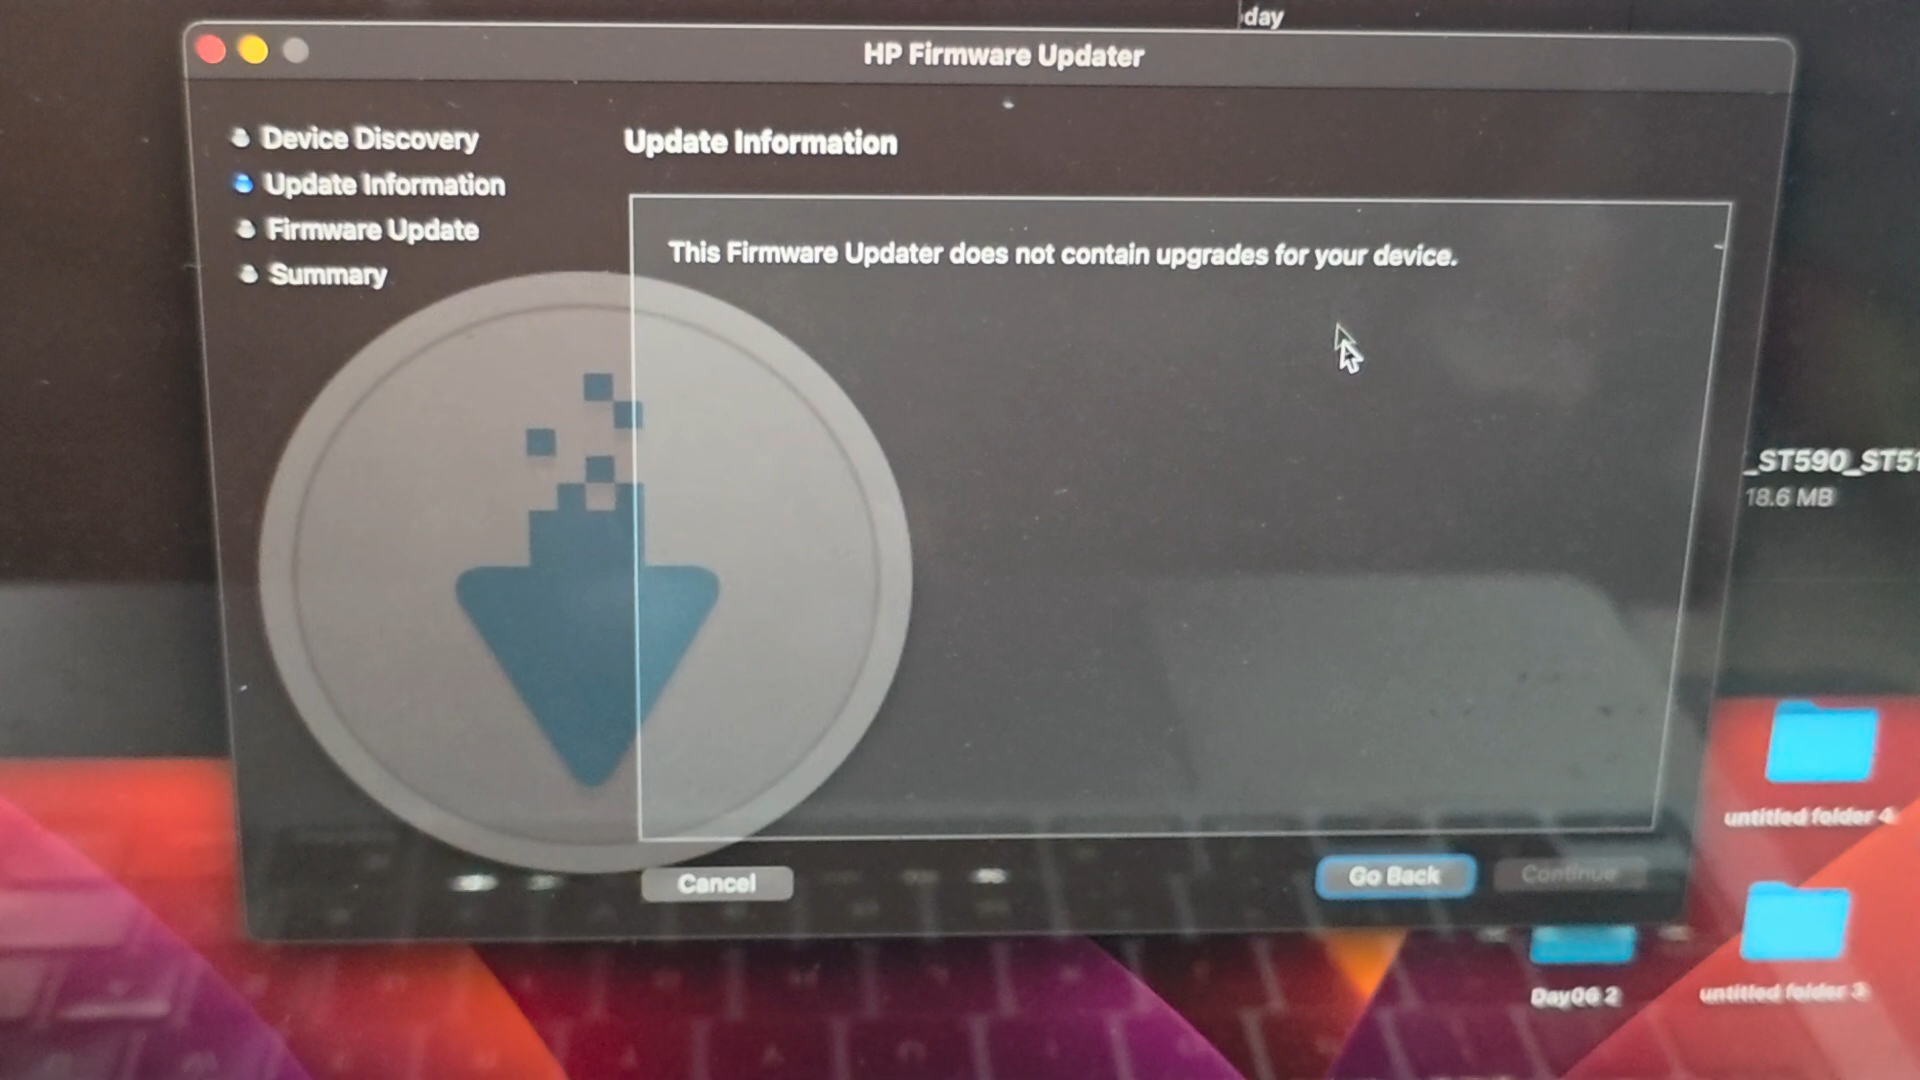 day
HP Firmware Updater
Device Discovery
Update Information
Firmware Update
Summary
Update Information
This Firmware Updater does not contain upgrades for your device.
_ST590_ST51
18.6 MB
untitled folder 4
Cancel
Go Back
Continue
Day06 2
untitled folder 3